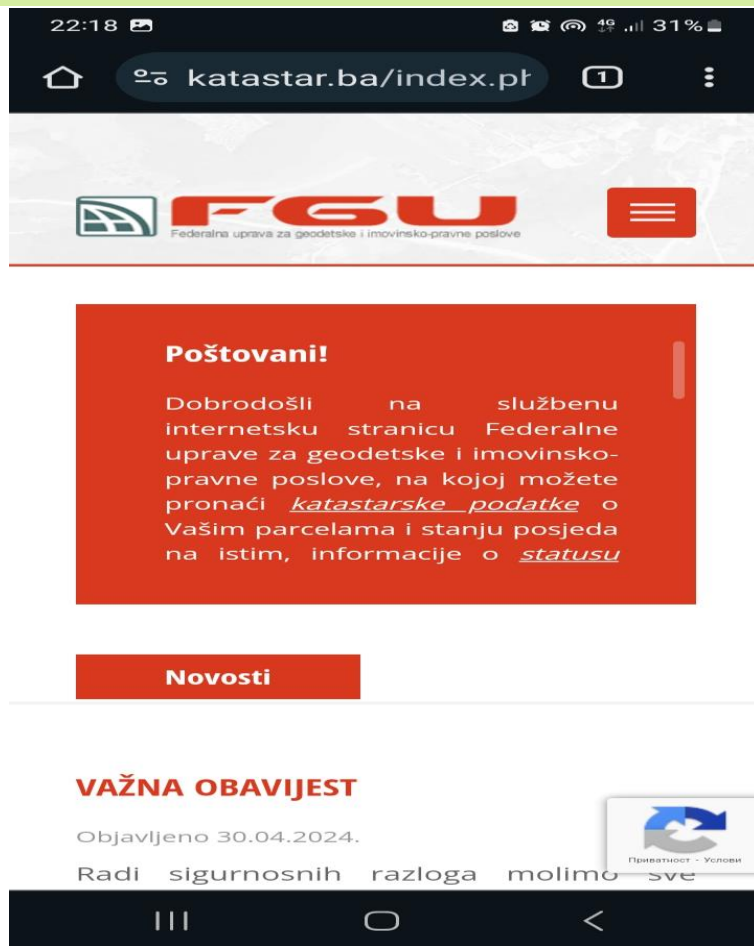 22:18
4G
31%
katastar.ba/index.ph
1
FGU
Federalna uprava za geodetske i imovinsko-pravne poslove
Poštovani!
Dobrodošli na službenu
internetsku stranicu Federalne
uprave za geodetske i imovinsko-
pravne poslove, na kojoj možete
pronaći katastarske podatke o
Vašim parcelama i stanju posjeda
na istim, informacije o statusu
Novosti
VAŽNA OBAVIJEST
Objavljeno 30.04.2024.
Radi sigurnosnih razloga molimo sve
Приватност - Услови